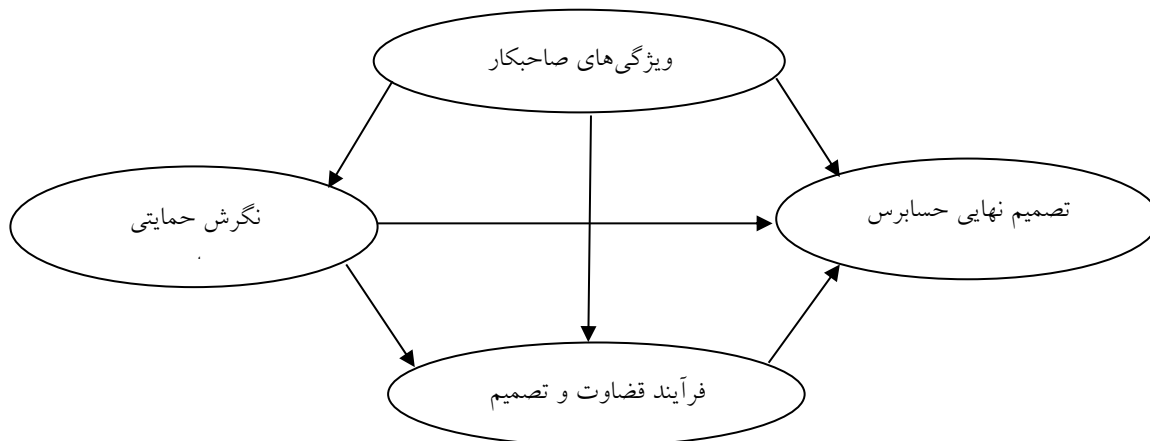 ویژگی‌های صاحبکار
نگرش حمایتی
.
تصمیم نهایی حسابرس
فرآیند قضاوت و تصمیم